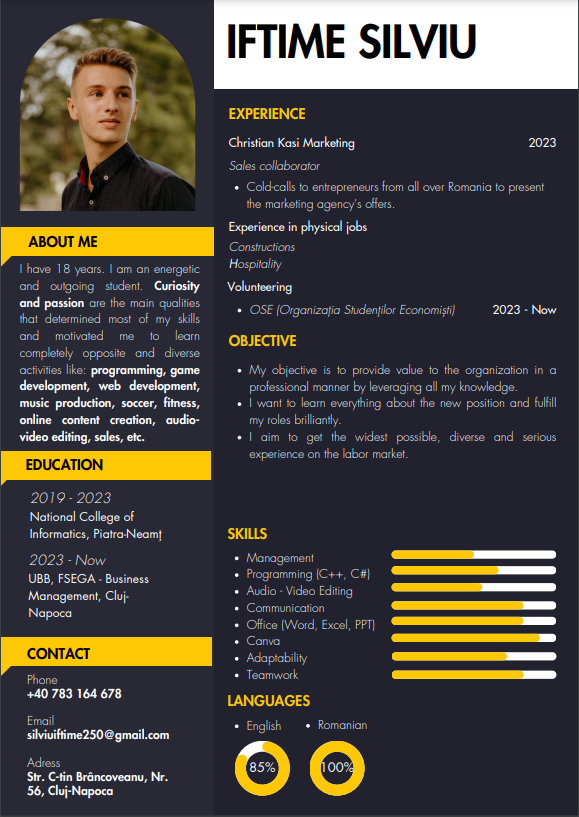 IFTIME SILVIU
ABOUT ME
I have 18 years. I am an energetic
and outgoing student. Curiosity
and passion are the main qualities
that determined most of my skills
and motivated me to learn
completely opposite and diverse
activities like: programming, game
development, web development,
music production, soccer, fitness,
online content creation, audio-
video editing, sales, etc.
EDUCATION
2019 - 2023
National College of
Informatics, Piatra-Neamț
2023 - Now
UBB, FSEGA - Business
Management, Cluj-
Napoca
CONTACT
Phone
+40 783 164 678
Email
silviuiftime250@gmail.com
Adress
Str. C-tin Brâncoveanu, Nr.
56, Cluj-Napoca
EXPERIENCE
Christian Kasi Marketing 2023
Sales collaborator
• Cold-calls to entrepreneurs from all over Romania to present
the marketing agency's offers.
Experience in physical jobs
Constructions
Hospitality
Volunteering
• OSE (Organizația Studenților Economiști) 2023 - Now
OBJECTIVE
• My objective is to provide value to the organization in a
professional manner by leveraging all my knowledge.
• I want to learn everything about the new position and fulfill
my roles brilliantly.
• I aim to get the widest possible, diverse and serious
experience on the labor market.
SKILLS
• Management
• Programming (C++, C#)
• Audio - Video Editing
• Communication
• Office (Word, Excel, PPT)
• Canva
• Adaptability
• Teamwork
LANGUAGES
• English • Romanian
85% 100%